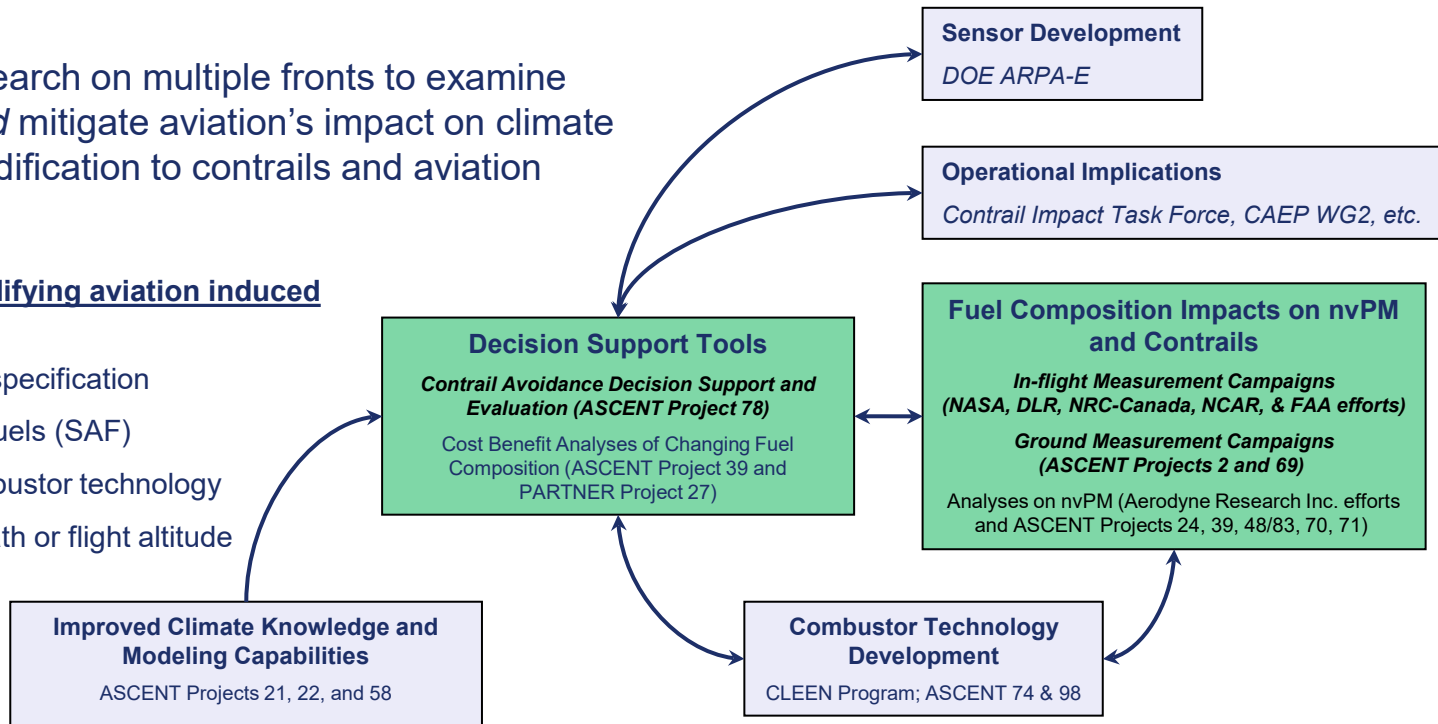 earch on multiple fronts to examine
d mitigate aviation's impact on climate
dification to contrails and aviation
difying aviation induced
specification
uels (SAF)
bustor technology
th or flight altitude
Sensor Development
DOE ARPA-E
Operational Implications
Contrail Impact Task Force, CAEP WG2, etc.
Decision Support Tools
Contrail Avoidance Decision Support and
Evaluation (ASCENT Project 78)
Cost Benefit Analyses of Changing Fuel
Composition (ASCENT Project 39 and
PARTNER Project 27)
Fuel Composition Impacts on nvPM
and Contrails
In-flight Measurement Campaigns
(NASA, DLR, NRC-Canada, NCAR, & FAA efforts)
Ground Measurement Campaigns
(ASCENT Projects 2 and 69)
Analyses on nvPM (Aerodyne Research Inc. efforts
and ASCENT Projects 24, 39, 48/83, 70, 71)
Improved Climate Knowledge and
Modeling Capabilities
ASCENT Projects 21, 22, and 58
Combustor Technology
Development
CLEEN Program; ASCENT 74 & 98